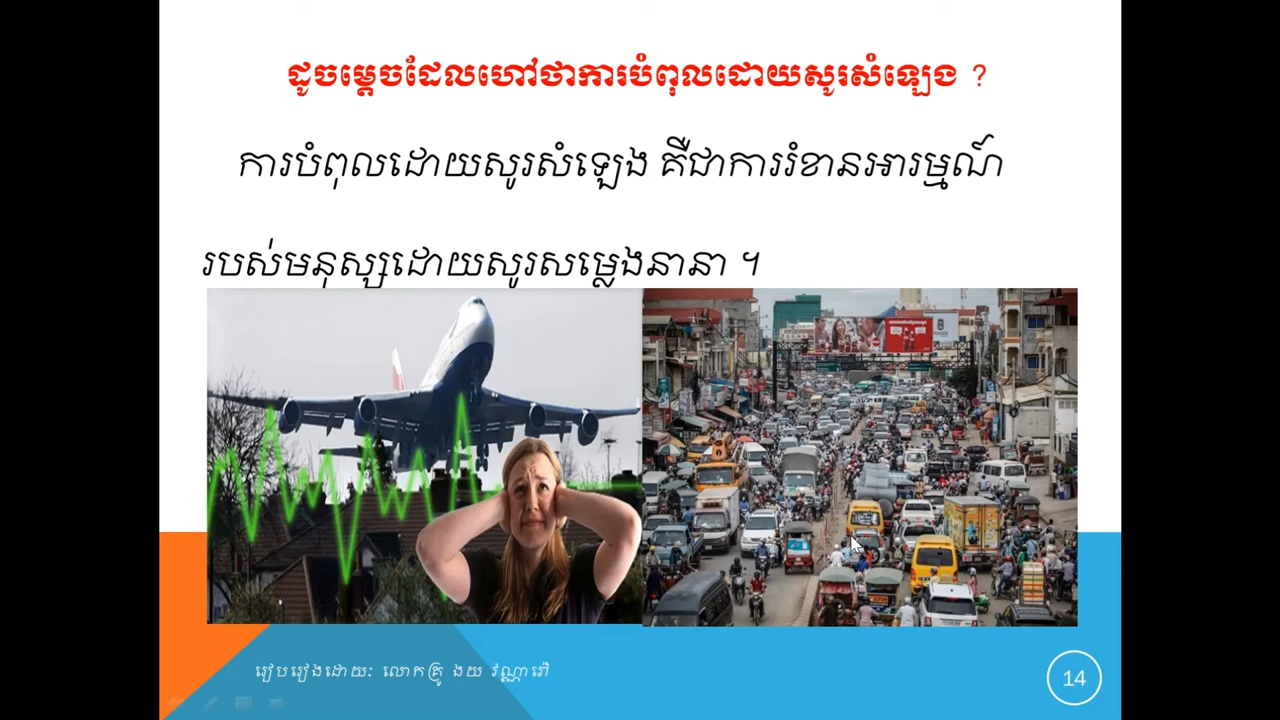 ដូចម្ដេចដែលហៅថាការបំពុលដោយសូរសំឡេង ?
ការបំពុលដោយសូរសំឡេង គឺជាការរំខានអារម្មណ៍
របស់មនុស្សដោយសូរសម្លេងនានា ។
រៀបរៀងដោយៈ លោកគ្រូ ងយ វណ្ណារ៉ា
14